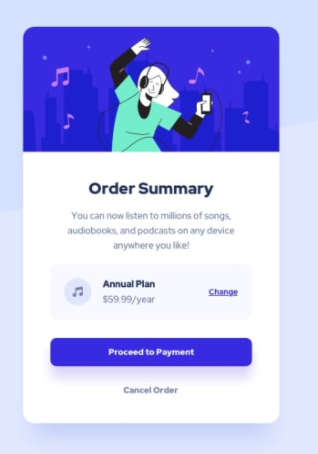 Order Summary
You can now listen to millions of songs,
audiobooks, and podcasts on any device
anywhere you like!
Annual Plan
$59.99/year
Change
Proceed to Payment
Cancel Order